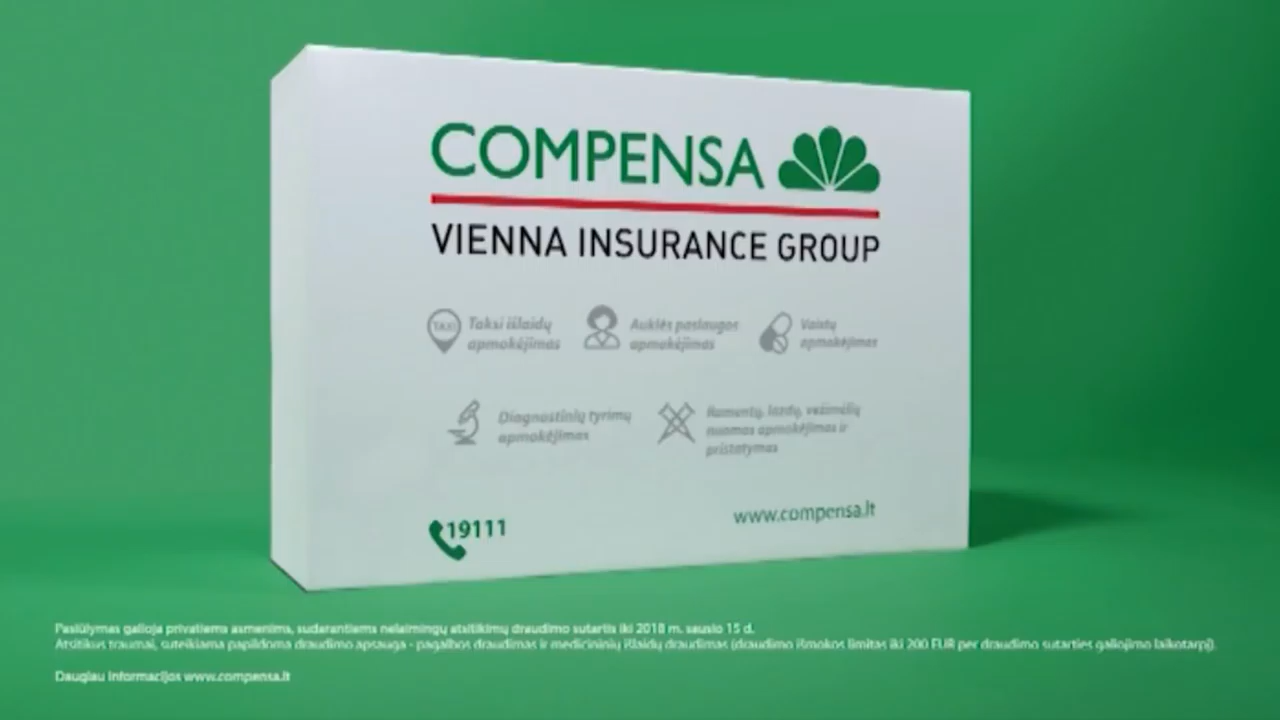 COMPENSA
VIENNA INSURANCE GROUP
TAXI
Taksi išlaidų
apmokėjimas
Auklės paslaugos
apmokėjimas
Vaistų
apmokėjimas
Diagnostinių tyrimų
apmokėjimas
Ramentų, lazdų, vežimėlių
nuomos apmokėjimas ir
pristatymas
19111
www.compensa.lt
Pasiūlymas galioja privatiems asmenims, sudarantiems nelaimingų atsitikimų draudimo sutartis iki 2018 m. sausio 15 d.
Atsitikus traumai, suteikiama papildoma draudimo apsauga - pagalbos draudimas ir medicininių išlaidų draudimas (draudimo išmokos limitas iki 200 EUR per draudimo sutarties galiojimo laikotarpį).
Daugiau informacijos www.compensa.lt